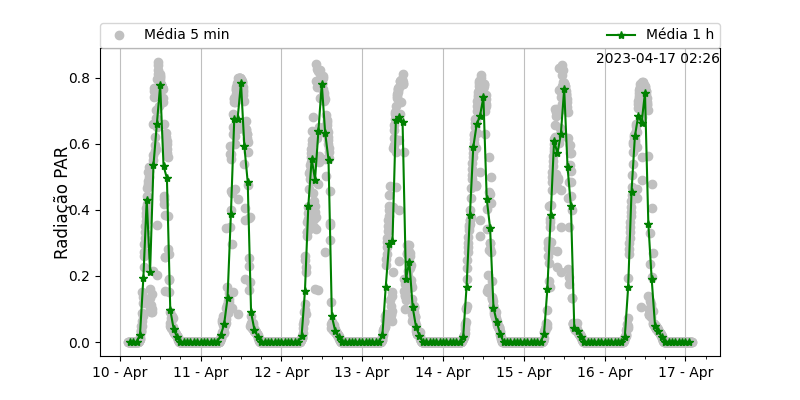 Média 5 min
Média 1 h
2023-04-17 02:26
Radiação PAR
0.8
0.6
0.4
0.2
0.0
10 - Apr
11 - Apr
12 - Apr
13 - Apr
14 - Apr
15 - Apr
16 - Apr
17 - Apr